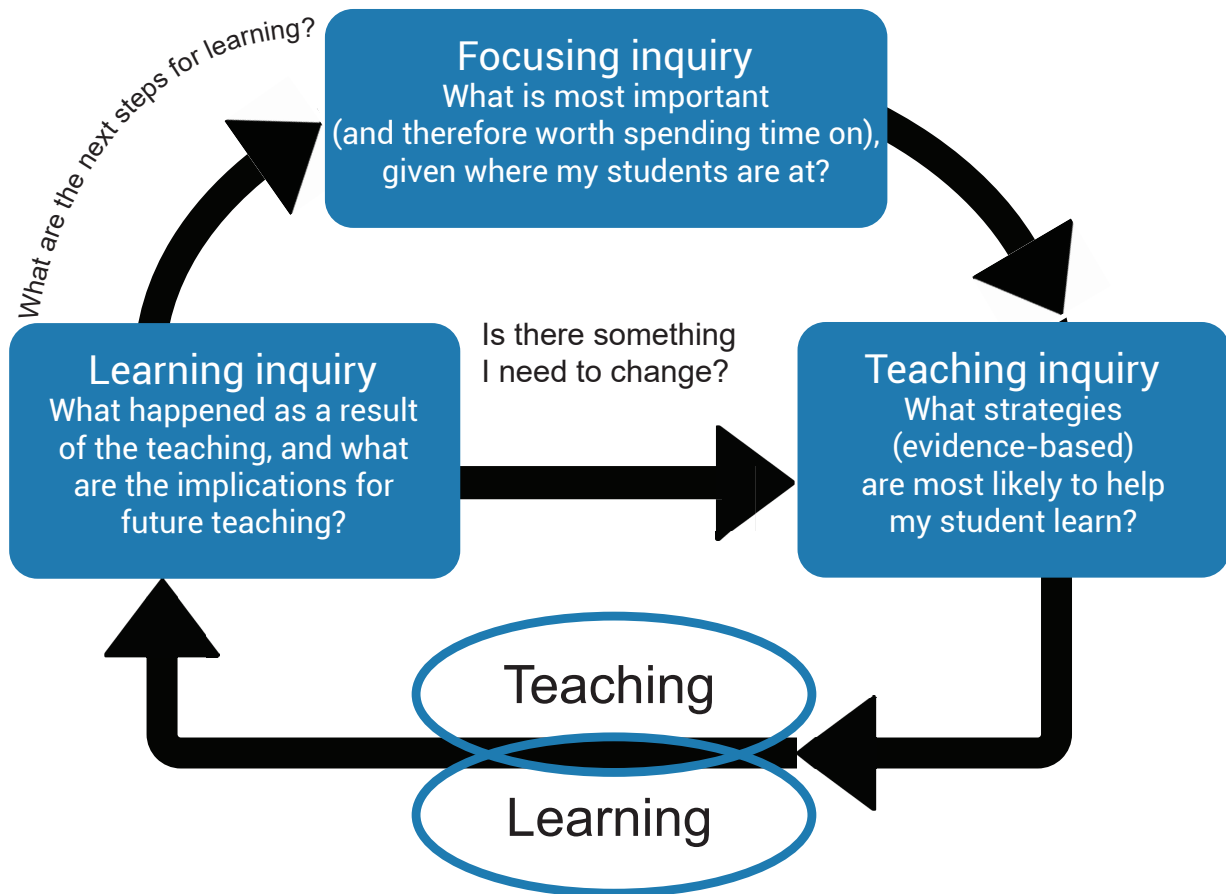 What are the next steps for learning?
Focusing inquiry
What is most important
(and therefore worth spending time on),
given where my students are at?
Is there something
I need to change?
Learning inquiry
What happened as a result
of the teaching, and what
are the implications for
future teaching?
Teaching inquiry
What strategies
(evidence-based)
are most likely to help
my student learn?
Teaching
Learning